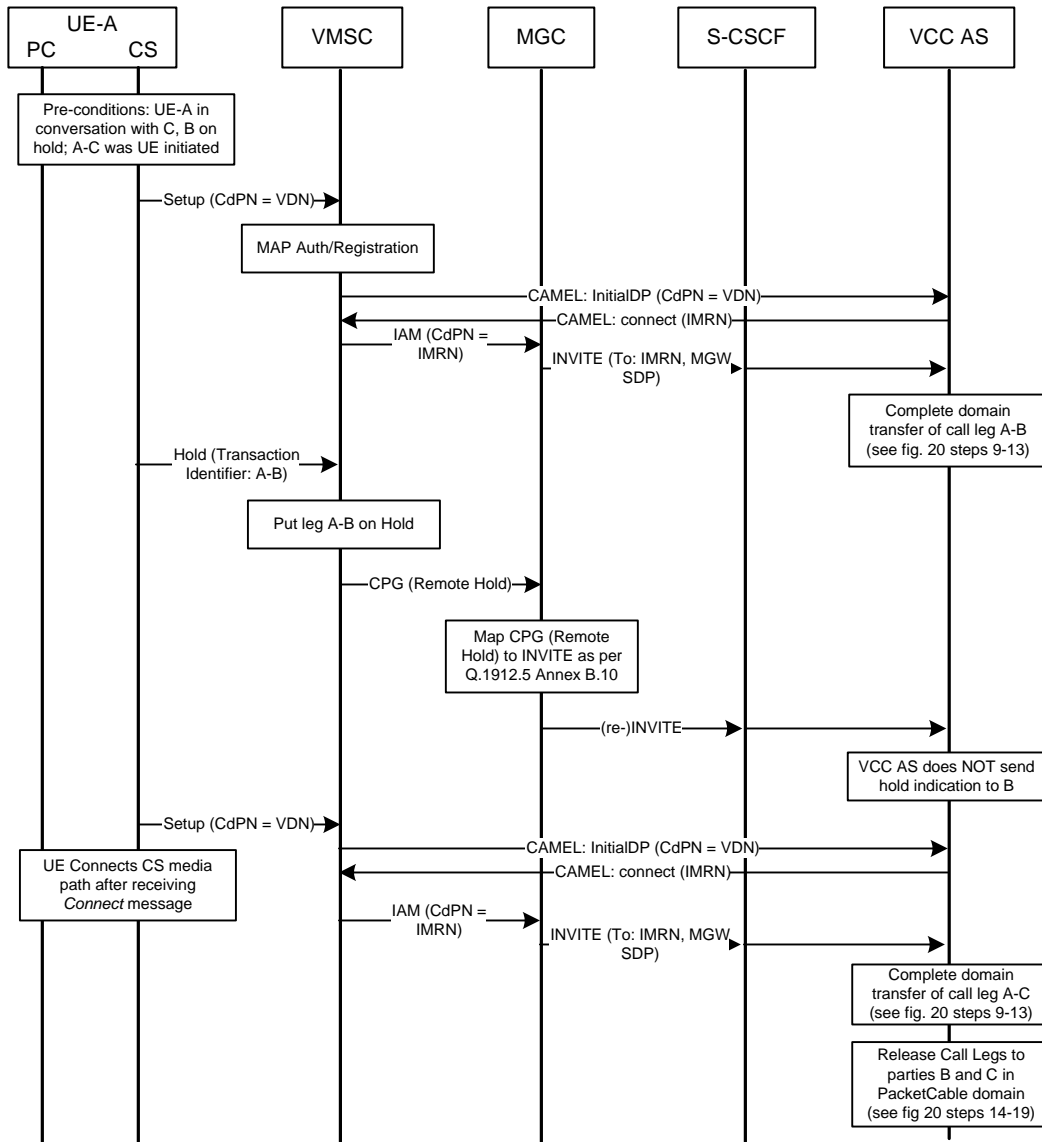 UE-A
PC CS
VMSC
MGC
S-CSCF
VCC AS
Pre-conditions: UE-A in
conversation with C, B on
hold; A-C was UE initiated
Setup (CdPN = VDN)
MAP Auth/Registration
CAMEL: InitialDP (CdPN = VDN)
CAMEL: connect (IMRN)
IAM (CdPN =
IMRN)
INVITE (To: IMRN, MGW
SDP)
Complete domain
transfer of call leg A-B
(see fig. 20 steps 9-13)
Hold (Transaction
Identifier: A-B)
Put leg A-B on Hold
CPG (Remote Hold)
Map CPG (Remote
Hold) to INVITE as per
Q.1912.5 Annex B.10
(re-)INVITE
VCC AS does NOT send
hold indication to B
Setup (CdPN = VDN)
CAMEL: InitialDP (CdPN = VDN)
UE Connects CS media
path after receiving
Connect message
CAMEL: connect (IMRN)
IAM (CdPN =
IMRN)
INVITE (To: IMRN, MGW
SDP)
Complete domain
transfer of call leg A-C
(see fig. 20 steps 9-13)
Release Call Legs to
parties B and C in
PacketCable domain
(see fig 20 steps 14-19)